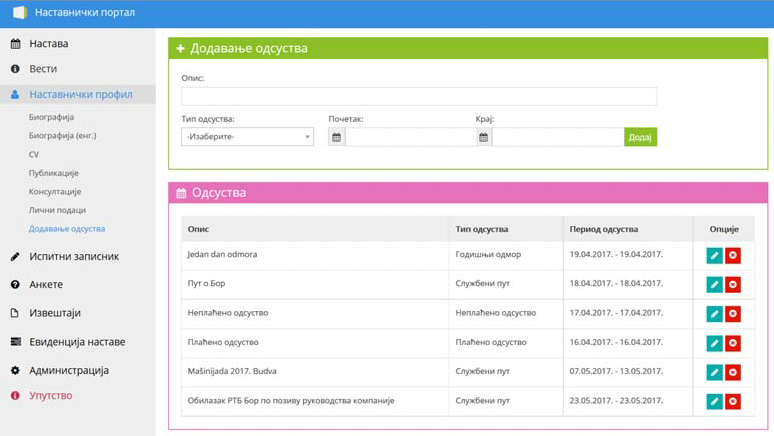 Наставнички портал
Настава
Вести
Наставнички профил
Биографија
Биографија (енг.)
CV
Публикације
Консултације
Лични подаци
Додавање одсуства
Испитни записник
Анкете
Извештаји
Евиденција наставе
Администрација
Упутство
Додавање одсуства
Опис:
Тип одсуства: Почетак: Крај:
-Изаберите- Додај
Одсуства
Опис Тип одсуства Период одсуства Опције
Jedan dan odmora Годишњи одмор 19.04.2017. - 19.04.2017.
Пут о Бор Службени пут 18.04.2017. - 18.04.2017.
Неплаћено одсуство Неплаћено одсуство 17.04.2017. - 17.04.2017.
Плаћено одсуство Плаћено одсуство 16.04.2017. - 16.04.2017.
Mašinijada 2017. Budva Службени пут 07.05.2017. - 13.05.2017.
Обилазак РТБ Бор по позиву руководства компаније Службени пут 23.05.2017. - 23.05.2017.